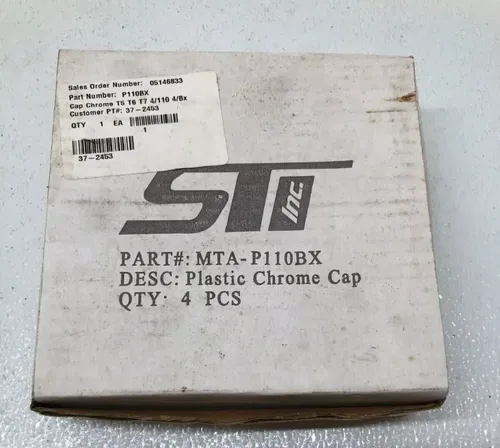 Sales Order Number: 05146833
Part Number: P110BX
Cap Chrome T5 T6 T7 4/110 4/Bx
Customer PT#: 37-2453
QTY 1 EA
1
37-2453
STI Inc.
PART#: MTA-P110BX
DESC: Plastic Chrome Cap
QTY: 4 PCS